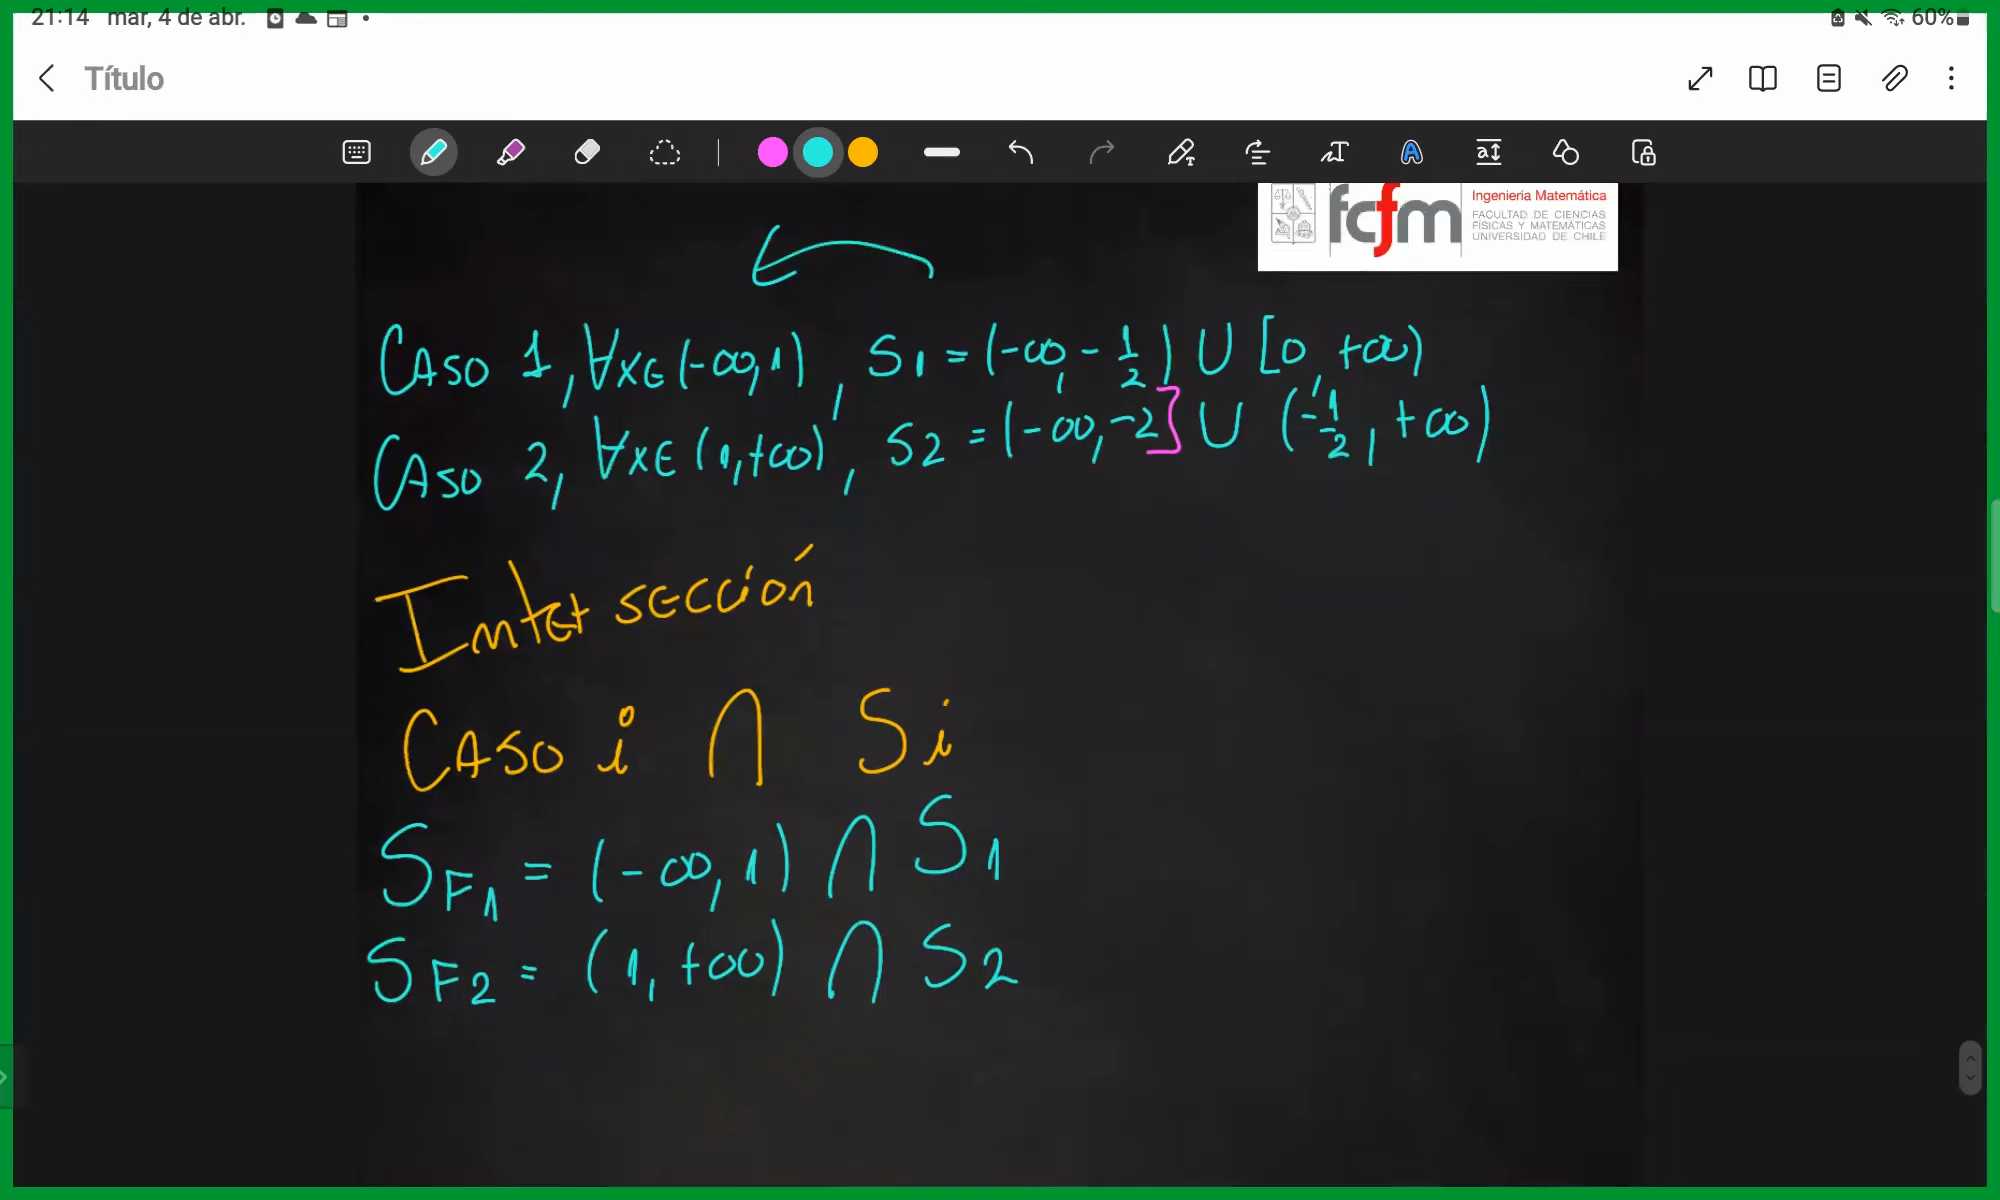 21:14 mar, 4 de abr. 60%
Título
fcfm
Ingeniería Matemática
FACULTAD DE CIENCIAS
FÍSICAS Y MATEMÁTICAS
UNIVERSIDAD DE CHILE
CASO 1, ∀x∈(-∞,1), S1 = (-∞, -1/2) ∪ [0, +∞)
CASO 2, ∀x∈(1,+∞), S2 = (-∞,-2] ∪ (-1/2, +∞)
Intersección
CASO i ∩ Si
SF1 = (-∞, 1) ∩ S1
SF2 = (1, +∞) ∩ S2